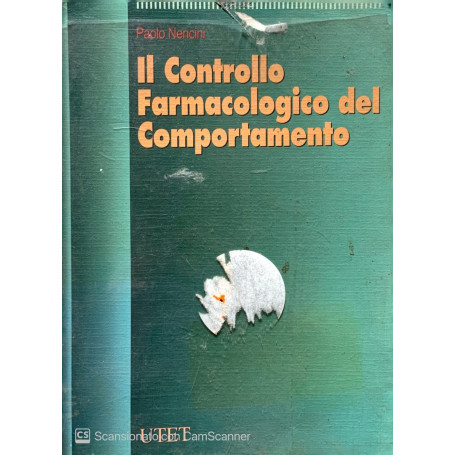 Paolo Nencini
Il Controllo
Farmacologico del
Comportamento
UTET
CS Scansionato con CamScanner